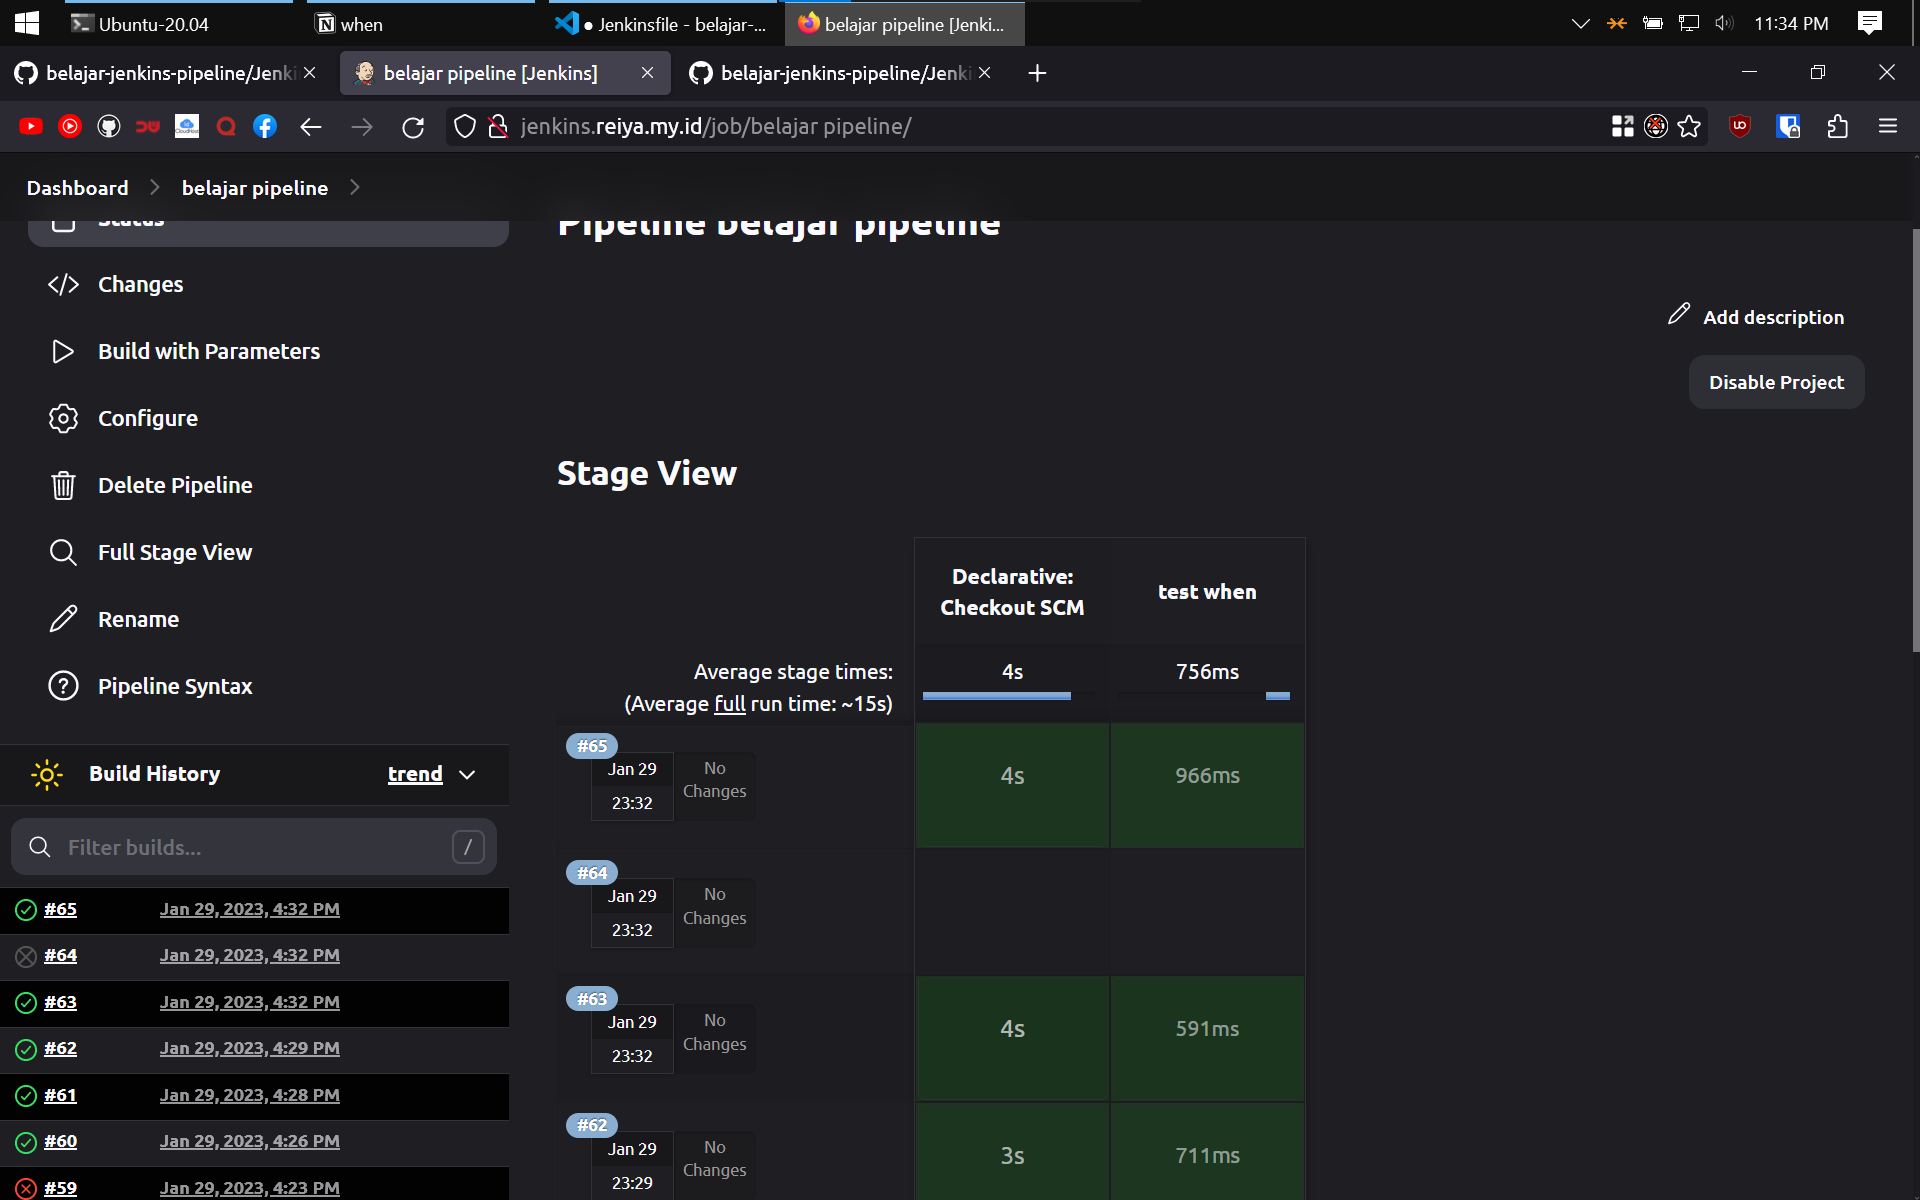 Ubuntu-20.04
when
● Jenkinsfile - belajar-...
belajar pipeline [Jenki...
11:34 PM
belajar-jenkins-pipeline/Jenki
belajar pipeline [Jenkins]
belajar-jenkins-pipeline/Jenki
jenkins.reiya.my.id/job/belajar pipeline/
Dashboard
belajar pipeline
Status
Pipeline belajar pipeline
Changes
Build with Parameters
Configure
Delete Pipeline
Full Stage View
Rename
Pipeline Syntax
Add description
Disable Project
Stage View
Declarative:
Checkout SCM
test when
Average stage times:
(Average full run time: ~15s)
4s
756ms
#65
Jan 29
23:32
No
Changes
4s
966ms
#64
Jan 29
23:32
No
Changes
#63
Jan 29
23:32
No
Changes
4s
591ms
#62
Jan 29
23:29
No
Changes
3s
711ms
Build History
trend
Filter builds...
/
#65 Jan 29, 2023, 4:32 PM
#64 Jan 29, 2023, 4:32 PM
#63 Jan 29, 2023, 4:32 PM
#62 Jan 29, 2023, 4:29 PM
#61 Jan 29, 2023, 4:28 PM
#60 Jan 29, 2023, 4:26 PM
#59 Jan 29, 2023, 4:23 PM